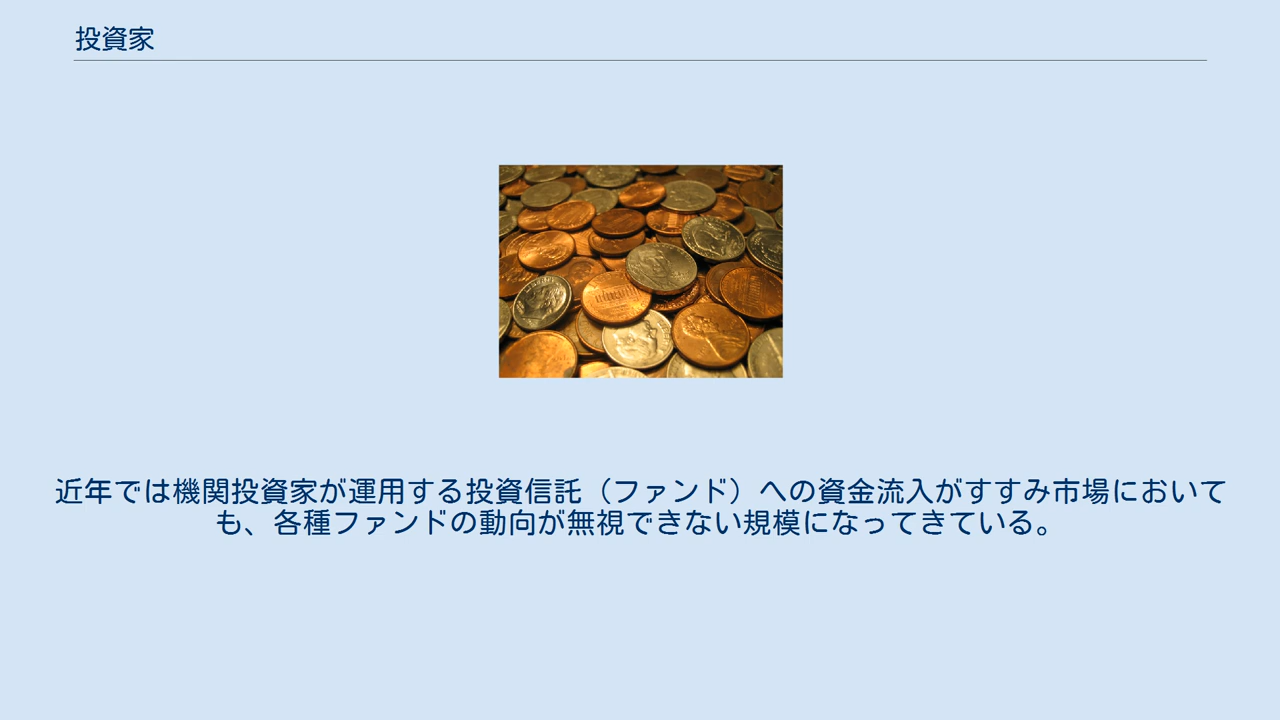 投資家
近年では機関投資家が運用する投資信託（ファンド）への資金流入がすすみ市場において
も、各種ファンドの動向が無視できない規模になってきている。